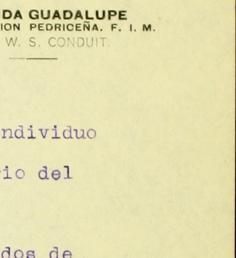 DA GUADALUPE
ION PEDRICEÑA. F. I. M.
W. S. CONDUIT.
ndividuo
io del
dos de